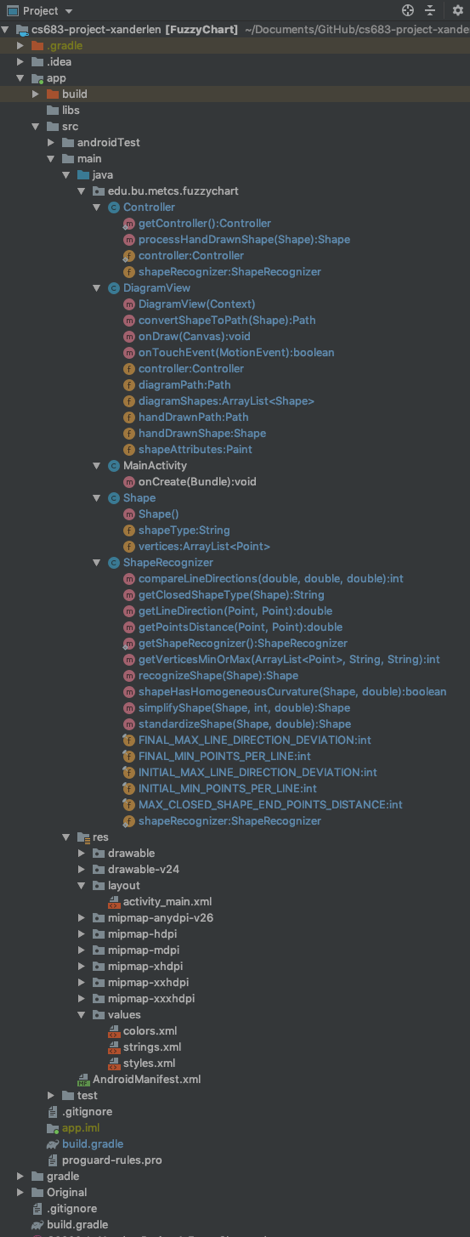 Project
cs683-project-xanderlen [FuzzyChart] ~/Documents/GitHub/cs683-project-xande
.gradle
.idea
app
build
libs
src
androidTest
main
java
edu.bu.metcs.fuzzychart
Controller
getController():Controller
processHandDrawnShape(Shape):Shape
controller:Controller
shapeRecognizer:ShapeRecognizer
DiagramView
DiagramView(Context)
convertShapeToPath(Shape):Path
onDraw(Canvas):void
onTouchEvent(MotionEvent):boolean
controller:Controller
diagramPath:Path
diagramShapes:ArrayList<Shape>
handDrawnPath:Path
handDrawnShape:Shape
shapeAttributes:Paint
MainActivity
onCreate(Bundle):void
Shape
Shape()
shapeType:String
vertices:ArrayList<Point>
ShapeRecognizer
compareLineDirections(double, double, double):int
getClosedShapeType(Shape):String
getLineDirection(Point, Point):double
getPointsDistance(Point, Point):double
getShapeRecognizer():ShapeRecognizer
getVerticesMinOrMax(ArrayList<Point>, String, String):int
recognizeShape(Shape):Shape
shapeHasHomogeneousCurvature(Shape, double):boolean
simplifyShape(Shape, int, double):Shape
standardizeShape(Shape, double):Shape
FINAL_MAX_LINE_DIRECTION_DEVIATION:int
FINAL_MIN_POINTS_PER_LINE:int
INITIAL_MAX_LINE_DIRECTION_DEVIATION:int
INITIAL_MIN_POINTS_PER_LINE:int
MAX_CLOSED_SHAPE_END_POINTS_DISTANCE:int
shapeRecognizer:ShapeRecognizer
res
drawable
drawable-v24
layout
activity_main.xml
mipmap-anydpi-v26
mipmap-hdpi
mipmap-mdpi
mipmap-xhdpi
mipmap-xxhdpi
mipmap-xxxhdpi
values
colors.xml
strings.xml
styles.xml
AndroidManifest.xml
test
.gitignore
app.iml
build.gradle
proguard-rules.pro
gradle
Original
.gitignore
build.gradle